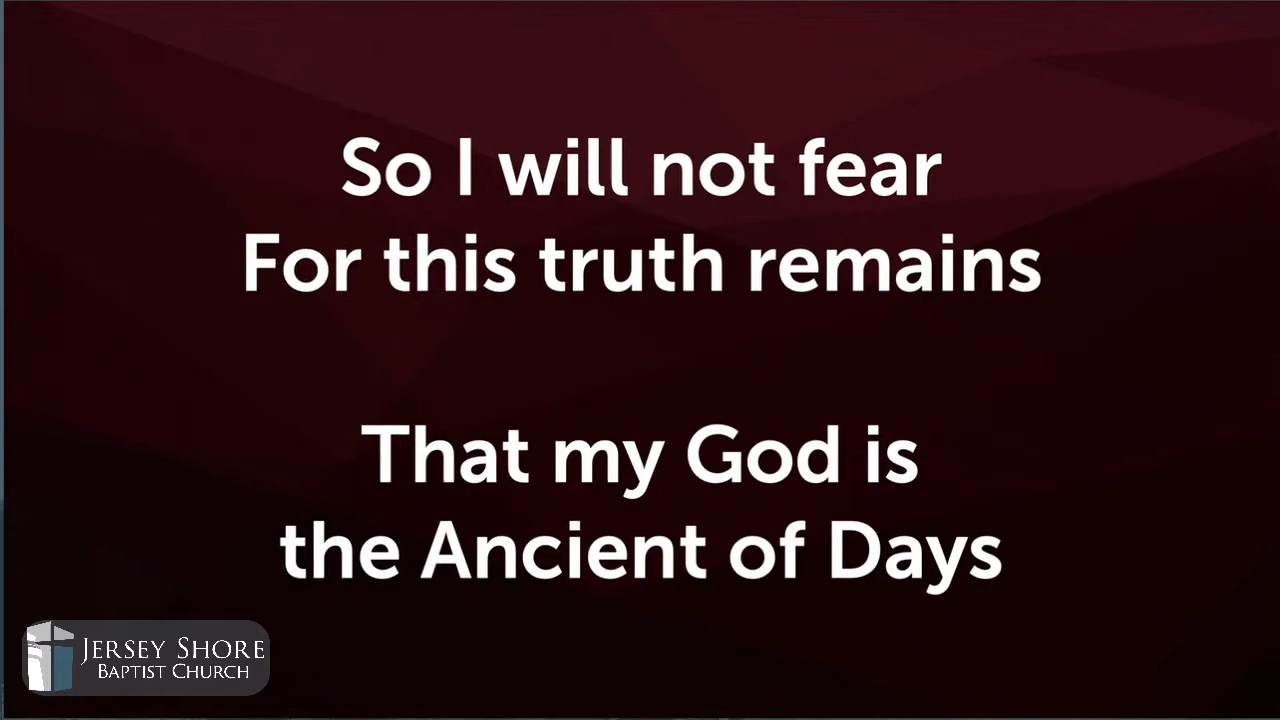 So I will not fear
For this truth remains
That my God is
the Ancient of Days
Jersey Shore
Baptist Church